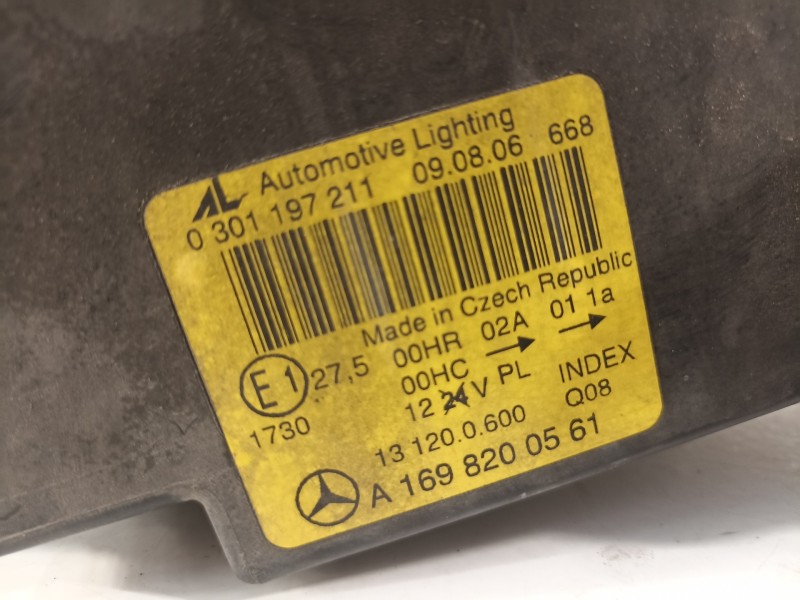 AL Automotive Lighting
0 301 197 211 09.08.06 668
Made in Czech Republic
E1 27,5 00HR 02A 01 1a
00HC → →
1730 12 24 V PL INDEX
13 120.0.600 Q08
A 169 820 05 61